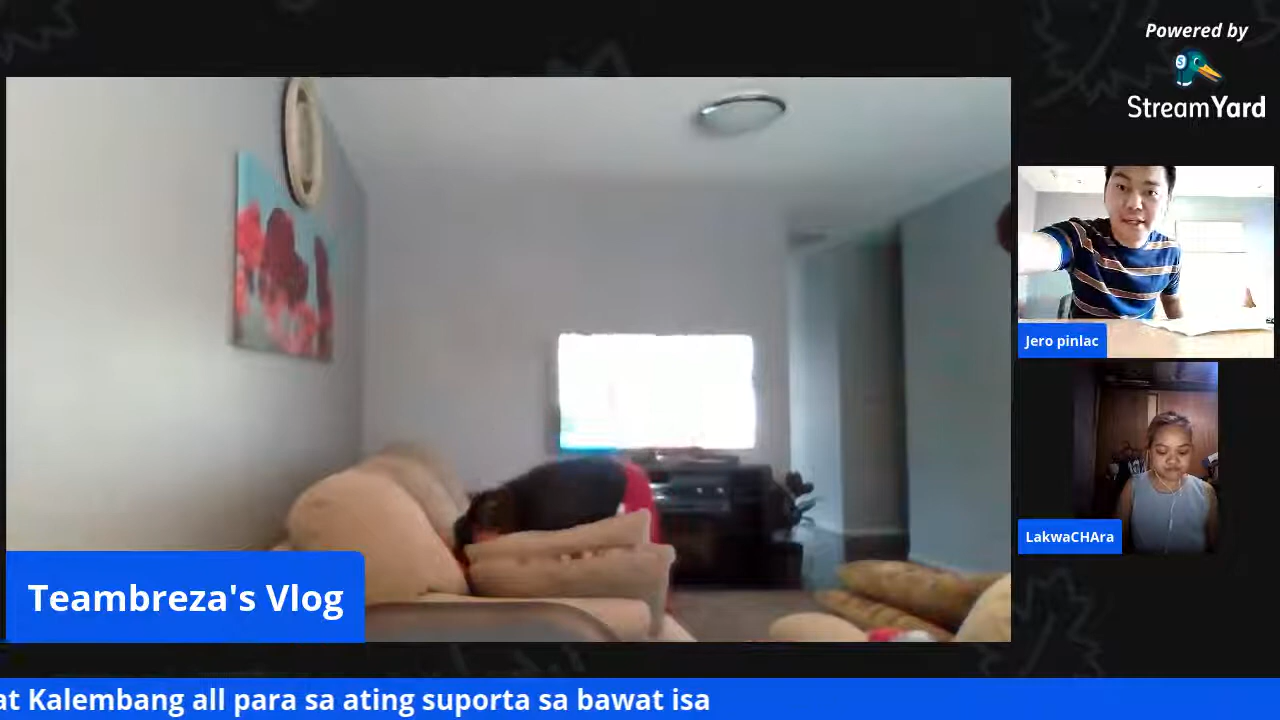 Powered by
StreamYard
Jero pinlac
LakwaCHAra
Teambreza's Vlog
at Kalembang all para sa ating suporta sa bawat isa